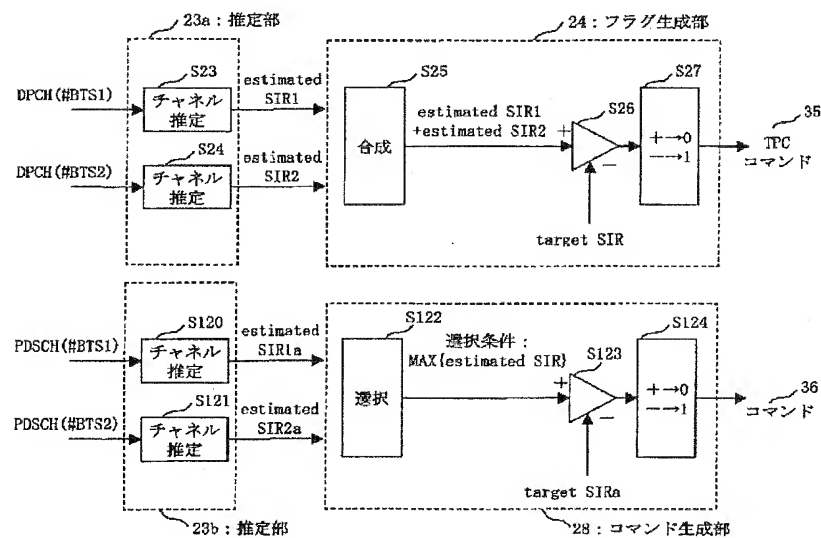 23a：推定部
24：フラグ生成部
DPCH(#BTS1)
S23
チャネル
推定
estimated
SIR1
DPCH(#BTS2)
S24
チャネル
推定
estimated
SIR2
S25
合成
estimated SIR1
+estimated SIR2
+
S26
−
target SIR
S27
+→0
−→1
35
TPC
コマンド
PDSCH(#BTS1)
S120
チャネル
推定
estimated
SIR1a
PDSCH(#BTS2)
S121
チャネル
推定
estimated
SIR2a
S122
選択
選択条件：
MAX{estimated SIR}
+
S123
−
target SIRa
S124
+→0
−→1
36
コマンド
23b：推定部
28：コマンド生成部